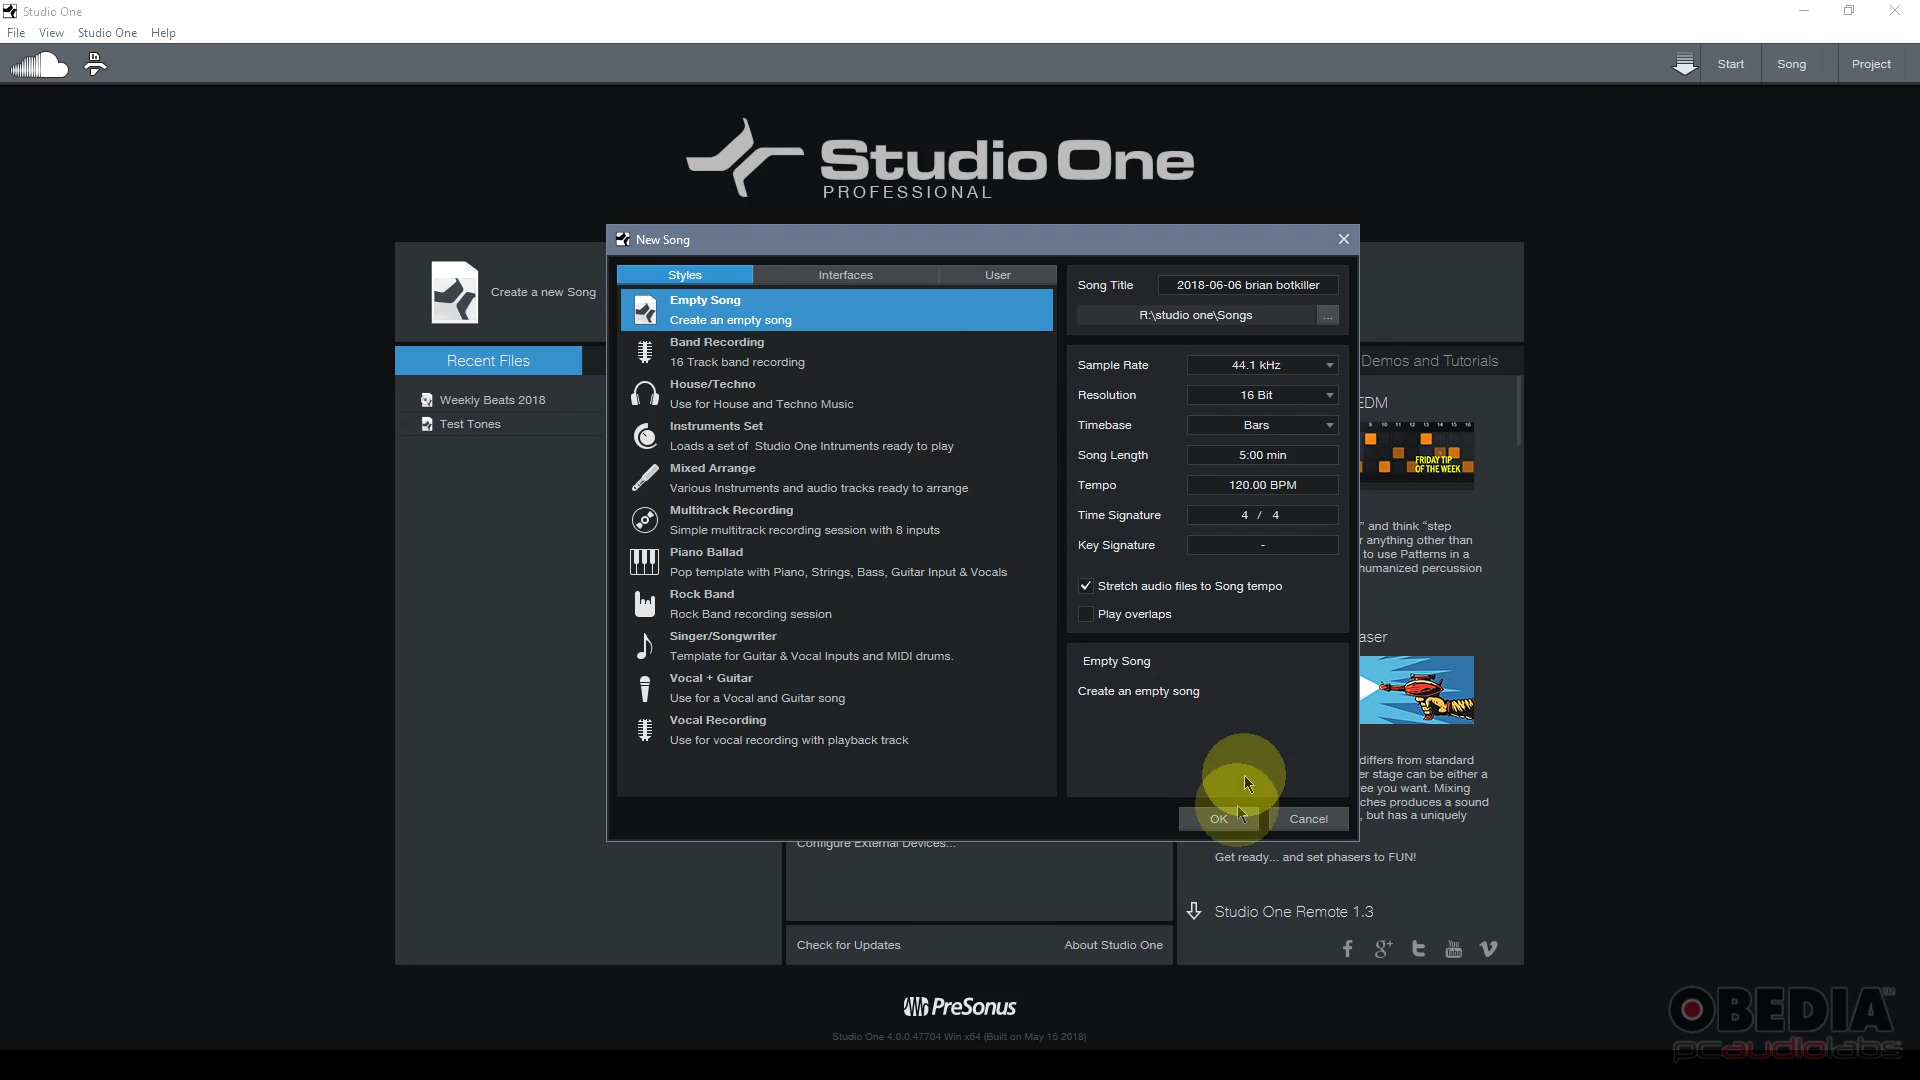 Studio One
File View Studio One Help
Start Song Project
Studio One
PROFESSIONAL
New Song
Create a new Song
Recent Files
Weekly Beats 2018
Test Tones
Styles Interfaces User
Empty Song
Create an empty song
Band Recording
16 Track band recording
House/Techno
Use for House and Techno Music
Instruments Set
Loads a set of Studio One Intruments ready to play
Mixed Arrange
Various Instruments and audio tracks ready to arrange
Multitrack Recording
Simple multitrack recording session with 8 inputs
Piano Ballad
Pop template with Piano, Strings, Bass, Guitar Input & Vocals
Rock Band
Rock Band recording session
Singer/Songwriter
Template for Guitar & Vocal Inputs and MIDI drums.
Vocal + Guitar
Use for a Vocal and Guitar song
Vocal Recording
Use for vocal recording with playback track
Song Title 2018-06-06 brian botkiller
R:\studio one\Songs ...
Sample Rate 44.1 kHz
Resolution 16 Bit
Timebase Bars
Song Length 5:00 min
Tempo 120.00 BPM
Time Signature 4 / 4
Key Signature -
Stretch audio files to Song tempo
Play overlaps
Empty Song
Create an empty song
OK Cancel
Demos and Tutorials
EDM
9 10 11 12 13 14 15 16
FRIDAY TIP
OF THE WEEK
" and think "step
r anything other than
to use Patterns in a
humanized percussion
aser
differs from standard
er stage can be either a
ee you want. Mixing
ches produces a sound
, but has a uniquely
Get ready... and set phasers to FUN!
Studio One Remote 1.3
Configure External Devices...
Check for Updates About Studio One
f g+ t You Tube v
PreSonus
Studio One 4.0.0.47704 Win x64 (Built on May 16 2018)
OBEDIA
pcaudiolabs